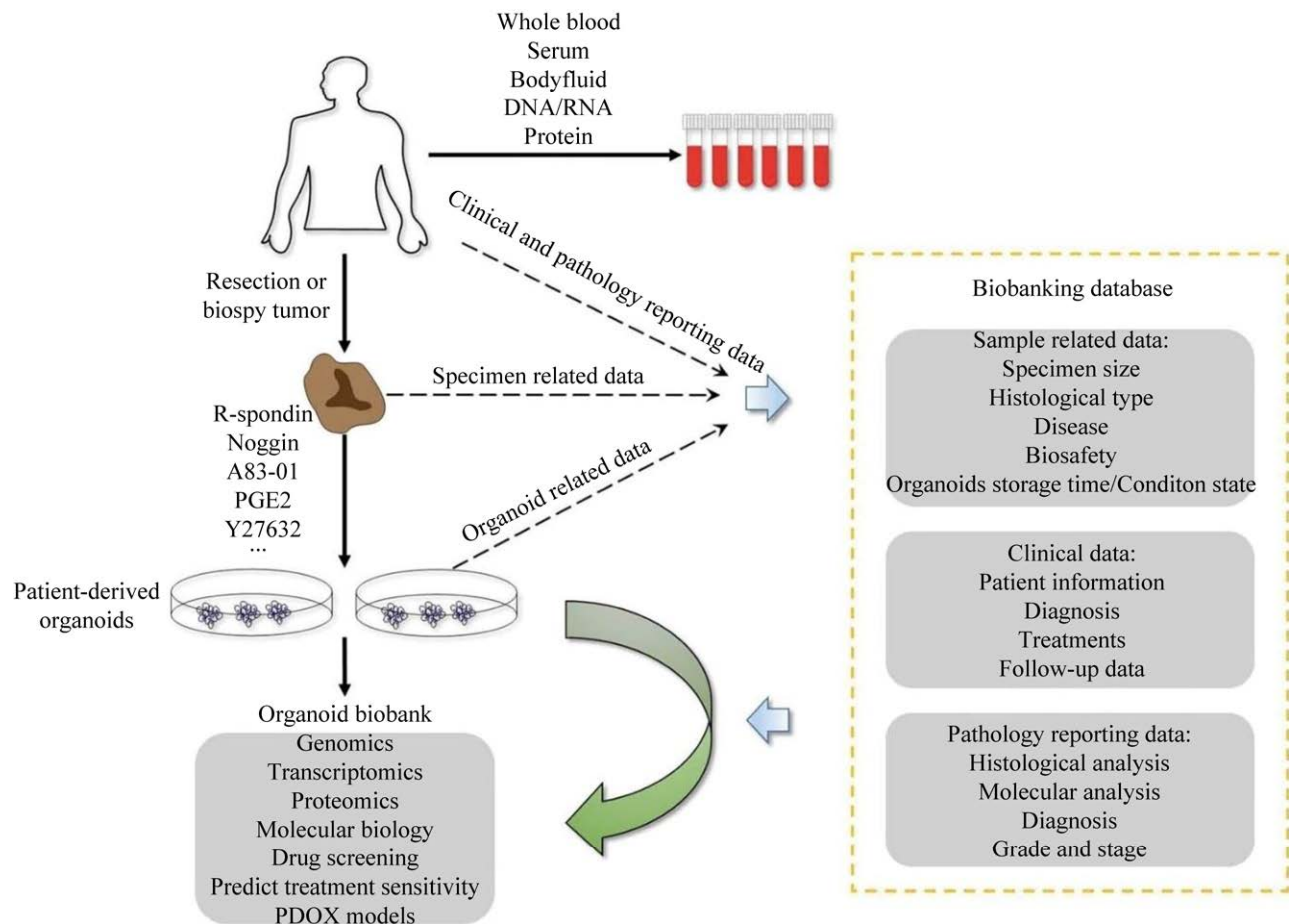 Whole blood
Serum
Bodyfluid
DNA/RNA
Protein
Clinical and pathology reporting data
Resection or
biospy tumor
Specimen related data
R-spondin
Noggin
A83-01
PGE2
Y27632
...
Organoid related data
Patient-derived
organoids
Organoid biobank
Genomics
Transcriptomics
Proteomics
Molecular biology
Drug screening
Predict treatment sensitivity
PDOX models
Biobanking database
Sample related data:
Specimen size
Histological type
Disease
Biosafety
Organoids storage time/Conditon state
Clinical data:
Patient information
Diagnosis
Treatments
Follow-up data
Pathology reporting data:
Histological analysis
Molecular analysis
Diagnosis
Grade and stage